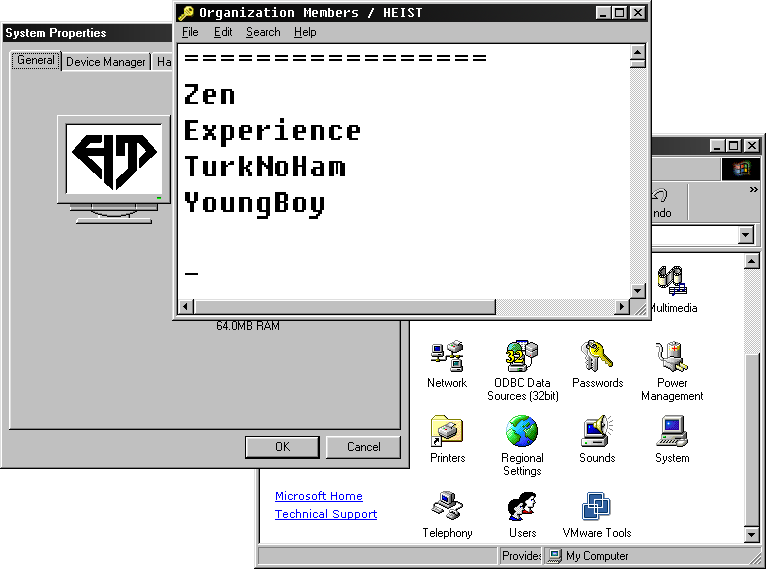 Organization Members / HEIST
File Edit Search Help
=================
Zen
Experience
TurkNoHam
YoungBoy
_
System Properties
General Device Manager Ha
64.0MB RAM
OK Cancel
»
ndo
Multimedia
Network
ODBC Data
Sources (32bit)
Passwords
Power
Management
Printers
Regional
Settings
Sounds
System
Telephony
Users
VMware Tools
Microsoft Home
Technical Support
Provides My Computer